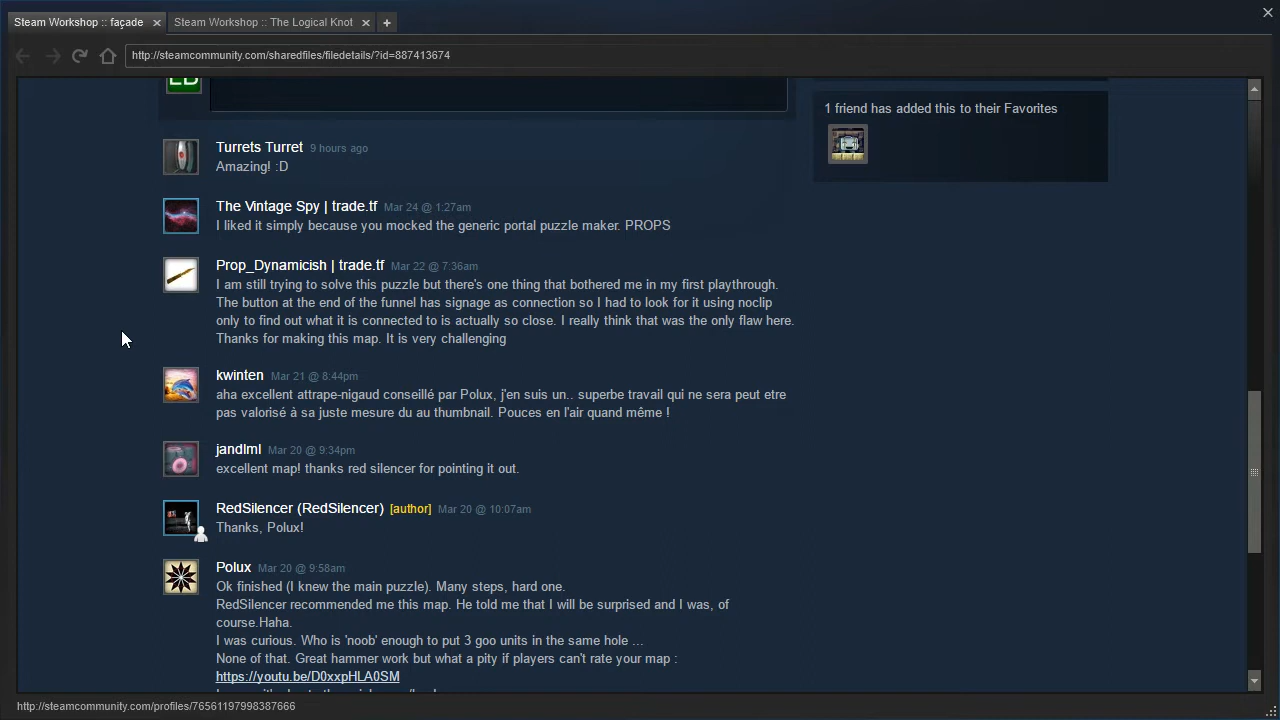 Steam Workshop :: façade
Steam Workshop :: The Logical Knot
http://steamcommunity.com/sharedfiles/filedetails/?id=887413674
1 friend has added this to their Favorites
Turrets Turret 9 hours ago
Amazing! :D
The Vintage Spy | trade.tf Mar 24 @ 1:27am
I liked it simply because you mocked the generic portal puzzle maker. PROPS
Prop_Dynamicish | trade.tf Mar 22 @ 7:36am
I am still trying to solve this puzzle but there's one thing that bothered me in my first playthrough.
The button at the end of the funnel has signage as connection so I had to look for it using noclip
only to find out what it is connected to is actually so close. I really think that was the only flaw here.
Thanks for making this map. It is very challenging
kwinten Mar 21 @ 8:44pm
aha excellent attrape-nigaud conseillé par Polux, j'en suis un.. superbe travail qui ne sera peut etre
pas valorisé à sa juste mesure du au thumbnail. Pouces en l'air quand même !
jandlml Mar 20 @ 9:34pm
excellent map! thanks red silencer for pointing it out.
RedSilencer (RedSilencer) [author] Mar 20 @ 10:07am
Thanks, Polux!
Polux Mar 20 @ 9:58am
Ok finished (I knew the main puzzle). Many steps, hard one.
RedSilencer recommended me this map. He told me that I will be surprised and I was, of
course.Haha.
I was curious. Who is 'noob' enough to put 3 goo units in the same hole ...
None of that. Great hammer work but what a pity if players can't rate your map :
https://youtu.be/D0xxpHLA0SM
http://steamcommunity.com/profiles/76561197998387666